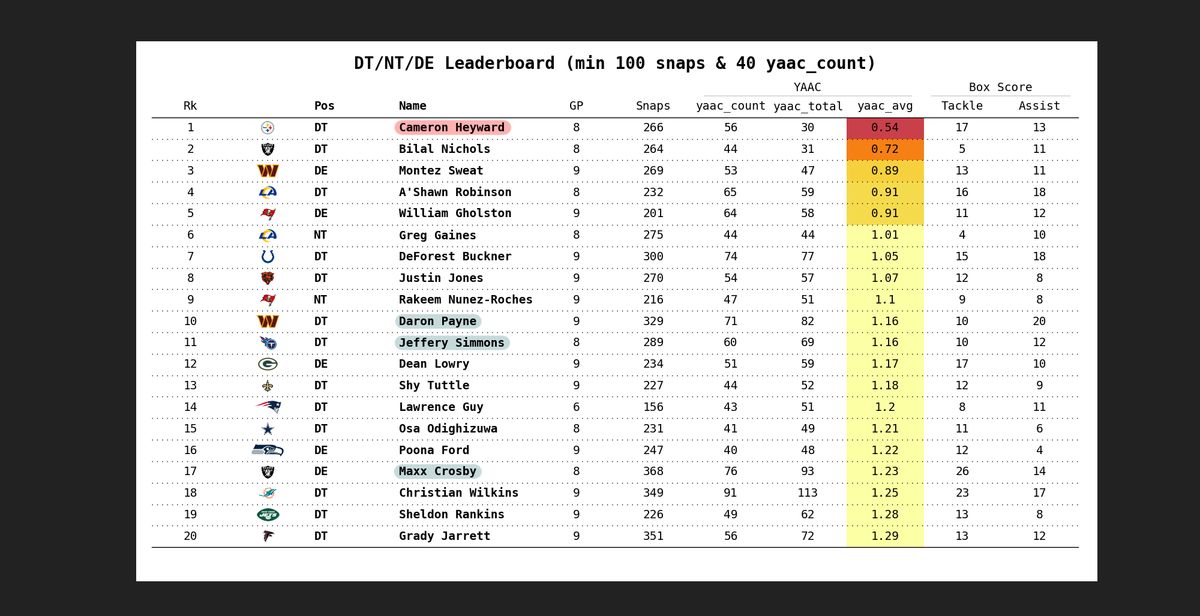 DT/NT/DE Leaderboard (min 100 snaps & 40 yaac_count)
YAAC Box Score
Rk Pos Name GP Snaps yaac_count yaac_total yaac_avg Tackle Assist
1 DT Cameron Heyward 8 266 56 30 0.54 17 13
2 DT Bilal Nichols 8 264 44 31 0.72 5 11
3 DE Montez Sweat 9 269 53 47 0.89 13 11
4 DT A'Shawn Robinson 8 232 65 59 0.91 16 18
5 DE William Gholston 9 201 64 58 0.91 11 12
6 NT Greg Gaines 8 275 44 44 1.01 4 10
7 DT DeForest Buckner 9 300 74 77 1.05 15 18
8 DT Justin Jones 9 270 54 57 1.07 12 8
9 NT Rakeem Nunez-Roches 9 216 47 51 1.1 9 8
10 DT Daron Payne 9 329 71 82 1.16 10 20
11 DT Jeffery Simmons 8 289 60 69 1.16 10 12
12 DE Dean Lowry 9 234 51 59 1.17 17 10
13 DT Shy Tuttle 9 227 44 52 1.18 12 9
14 DT Lawrence Guy 6 156 43 51 1.2 8 11
15 DT Osa Odighizuwa 8 231 41 49 1.21 11 6
16 DE Poona Ford 9 247 40 48 1.22 12 4
17 DE Maxx Crosby 8 368 76 93 1.23 26 14
18 DT Christian Wilkins 9 349 91 113 1.25 23 17
19 DT Sheldon Rankins 9 226 49 62 1.28 13 8
20 DT Grady Jarrett 9 351 56 72 1.29 13 12